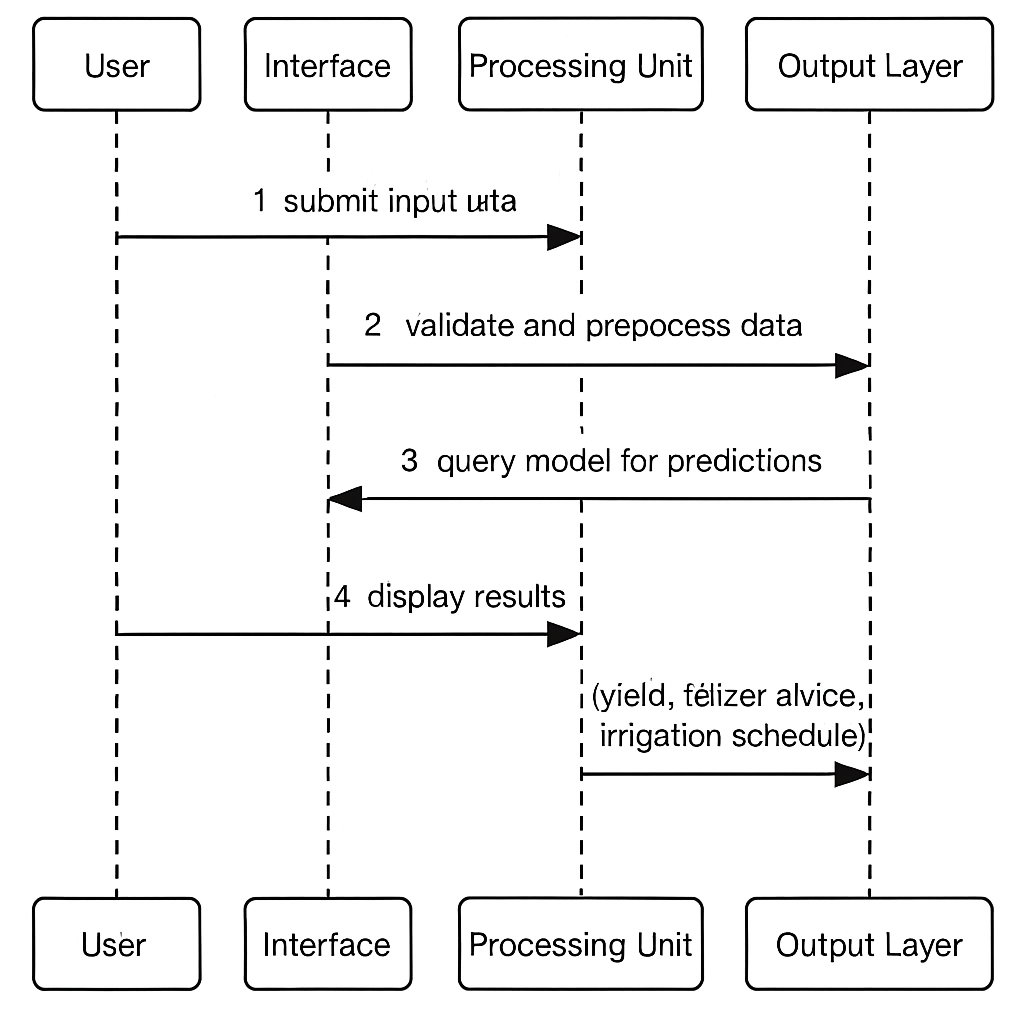 User
Interface
Processing Unit
Output Layer
1 submit input
2 validate and prepocess data
3 query model for predictions
4 display results
(yield, félizer alvice,
irrigation schedule)
User
Interface
Processing Unit
Output Layer